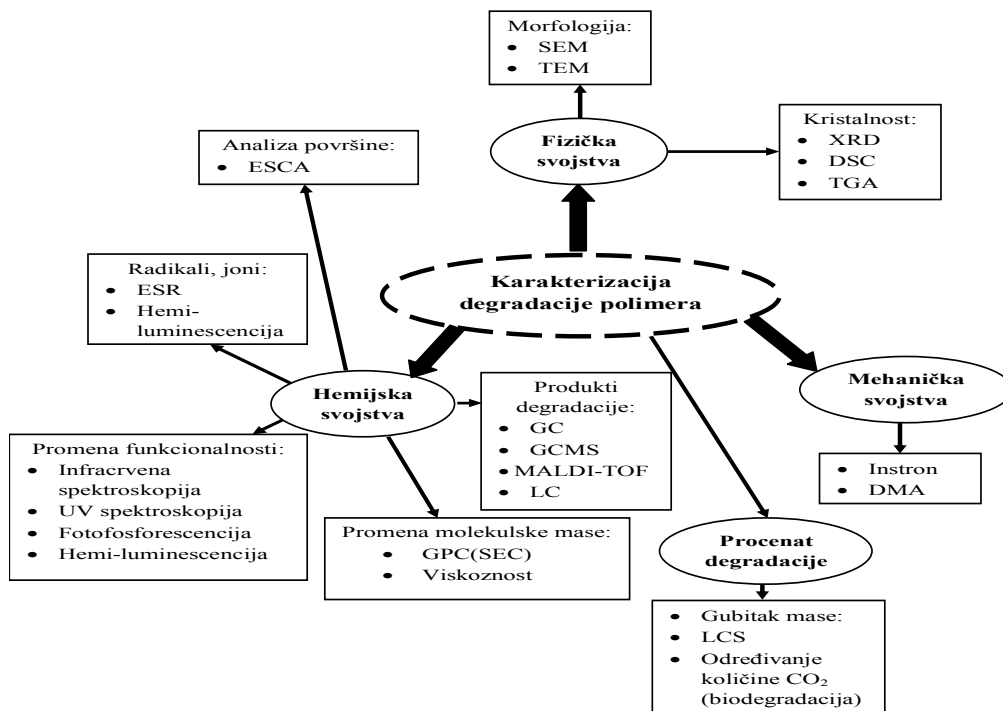 Morfologija:
• SEM
• TEM
Fizička
svojstva
Kristalnost:
• XRD
• DSC
• TGA
Analiza površine:
• ESCA
Karakterizacija
degradacije polimera
Radikali, joni:
• ESR
• Hemi-
luminescencija
Hemijska
svojstva
Produkti
degradacije:
• GC
• GCMS
• MALDI-TOF
• LC
Mehanička
svojstva
• Instron
• DMA
Promena funkcionalnosti:
• Infracrvena
spektroskopija
• UV spektroskopija
• Fotofosforescencija
• Hemi-luminescencija
Promena molekulske mase:
• GPC(SEC)
• Viskoznost
Procenat
degradacije
• Gubitak mase:
• LCS
• Određivanje
količine CO₂
(biodegradacija)